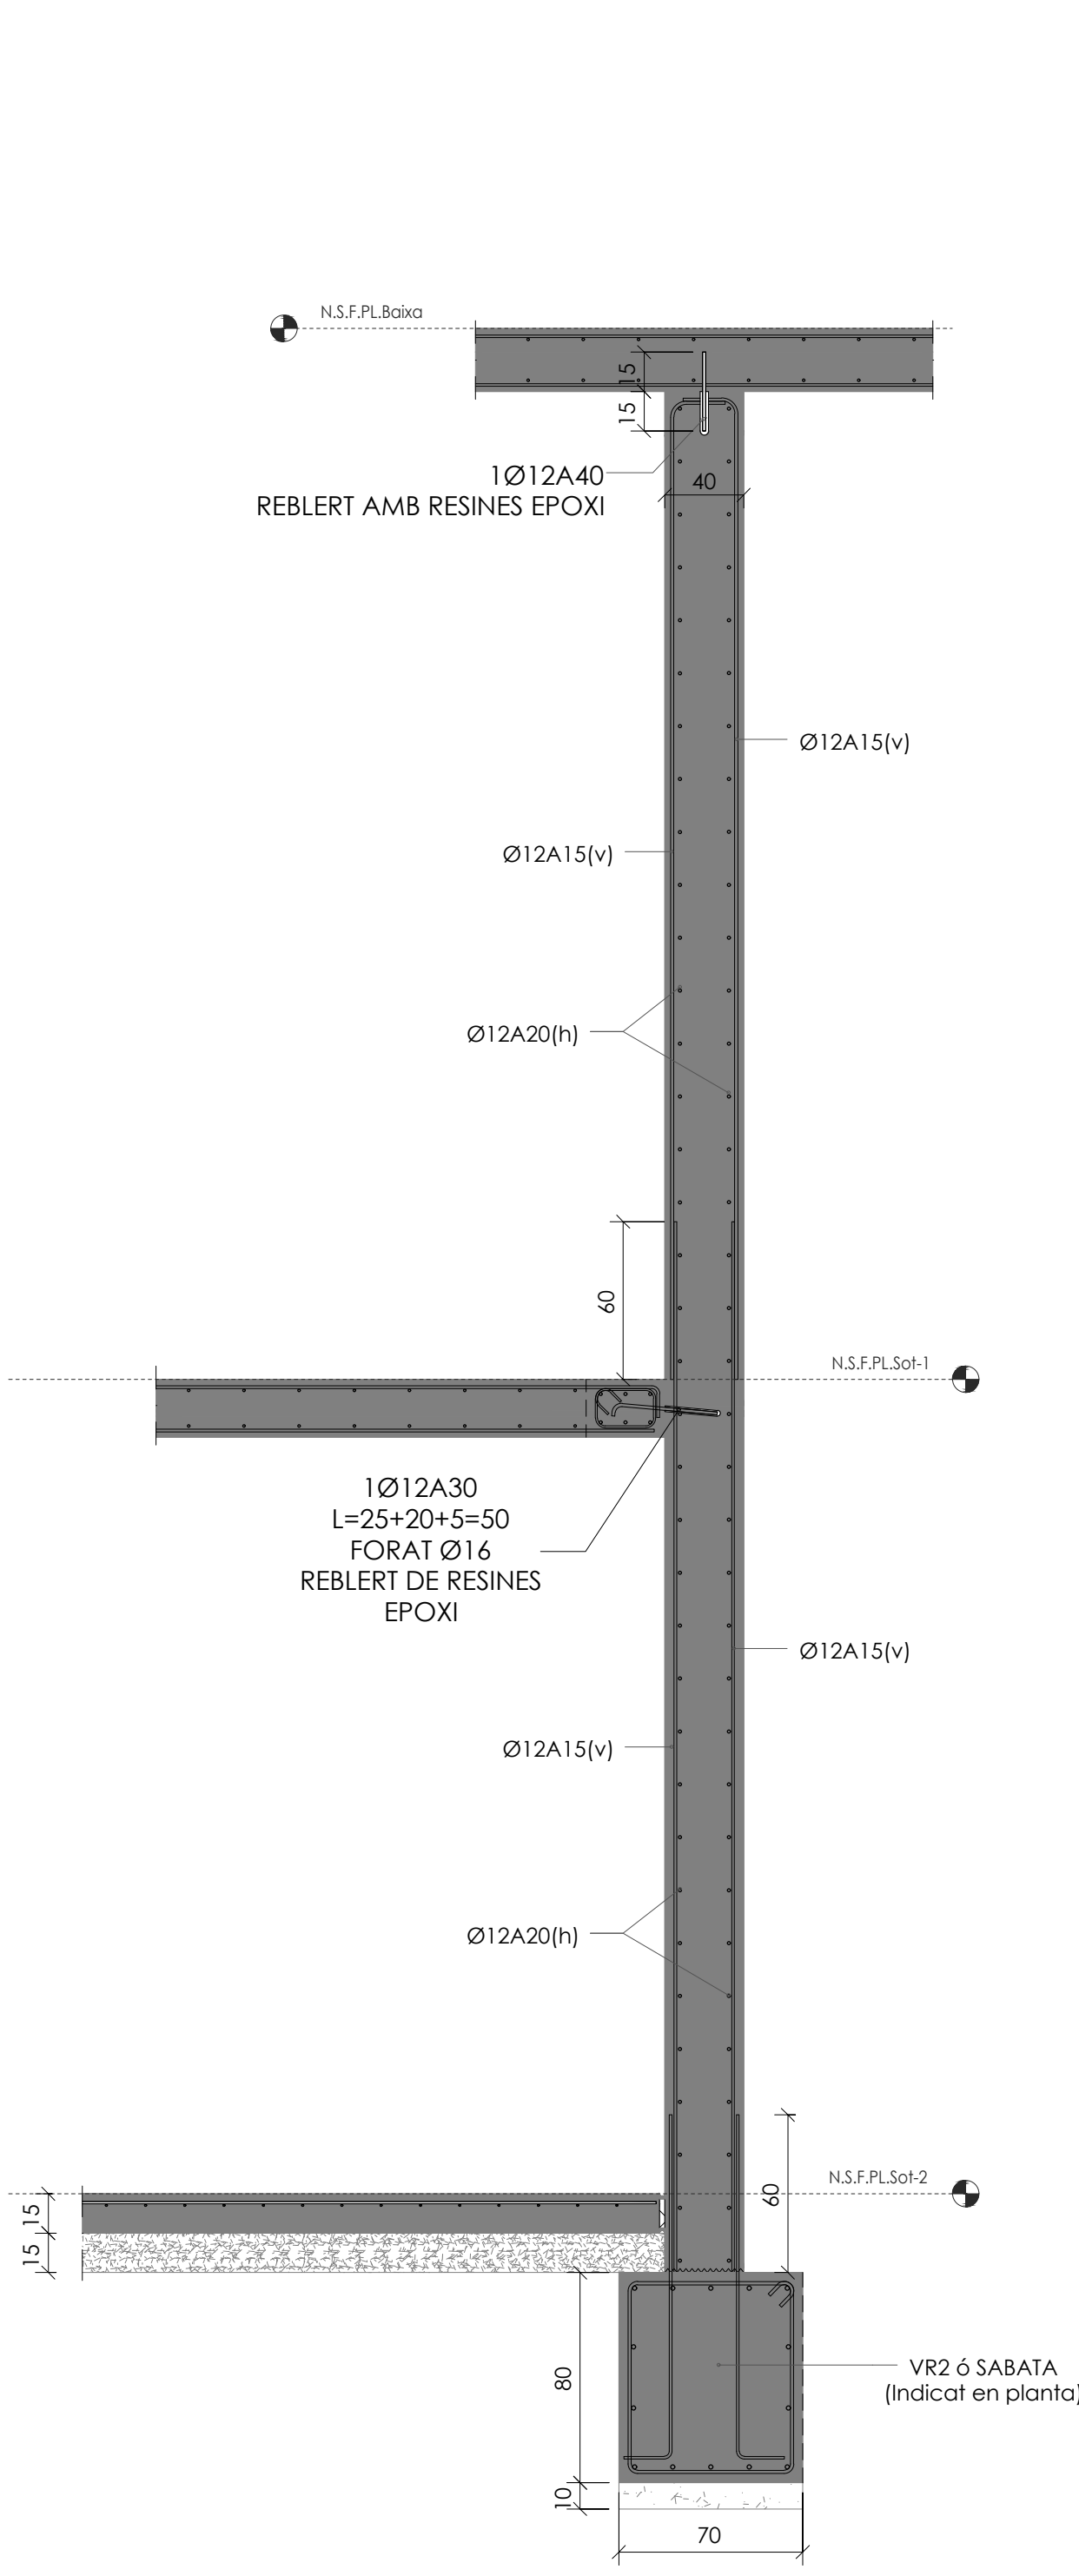 N.S.F.PL.Baixa
15
15
1Ø12A40
REBLERT AMB RESINES EPOXI
40
Ø12A15(v)
Ø12A15(v)
Ø12A20(h)
60
N.S.F.PL.Sot-1
1Ø12A30
L=25+20+5=50
FORAT Ø16
REBLERT DE RESINES
EPOXI
Ø12A15(v)
Ø12A15(v)
Ø12A20(h)
60
N.S.F.PL.Sot-2
15
15
80
VR2 ó SABATA
(Indicat en planta)
10
70